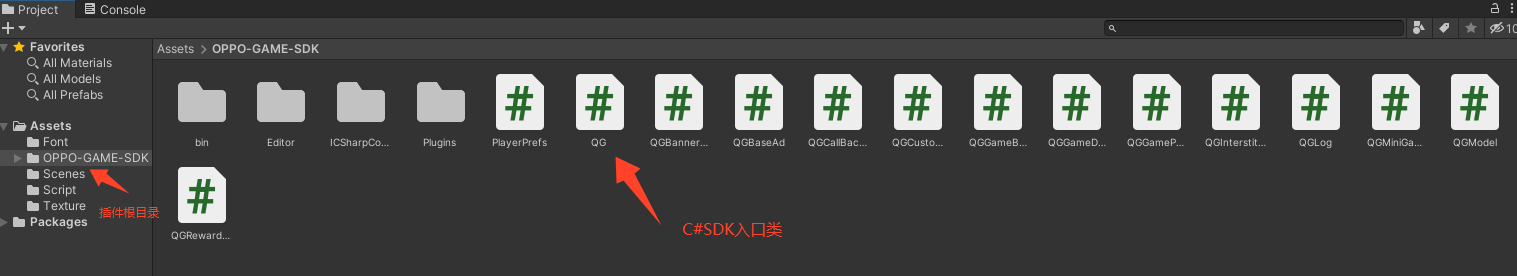 Project
Console
10
Favorites
All Materials
All Models
All Prefabs
Assets
Font
OPPO-GAME-SDK
Scenes
Script
Texture
Packages
插件根目录
Assets > OPPO-GAME-SDK
bin
Editor
ICSharpCo...
Plugins
PlayerPrefs
QG
QGBanner...
QGBaseAd
QGCallBac...
QGCusto...
QGGameB...
QGGameD...
QGGameP...
QGInterstit...
QGLog
QGMiniGa...
QGModel
QGReward...
C#SDK入口类